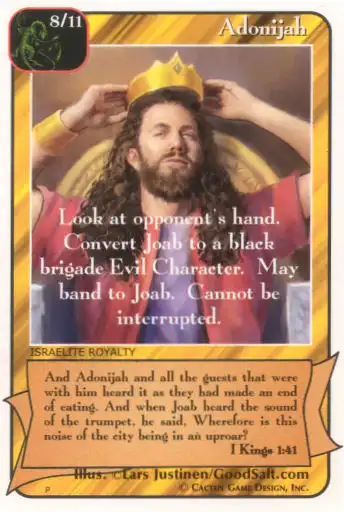 8/11
Adonijah
Look at opponent's hand.
Convert Joab to a black
brigade Evil Character. May
band to Joab. Cannot be
interrupted.
ISRAELITE ROYALTY
And Adonijah and all the guests that were
with him heard it as they had made an end
of eating. And when Joab heard the sound
of the trumpet, he said, Wherefore is this
noise of the city being in an uproar?
I Kings 1:41
Illus. ©Lars Justinen/GoodSalt.com
P © Cactus Game Design, Inc.